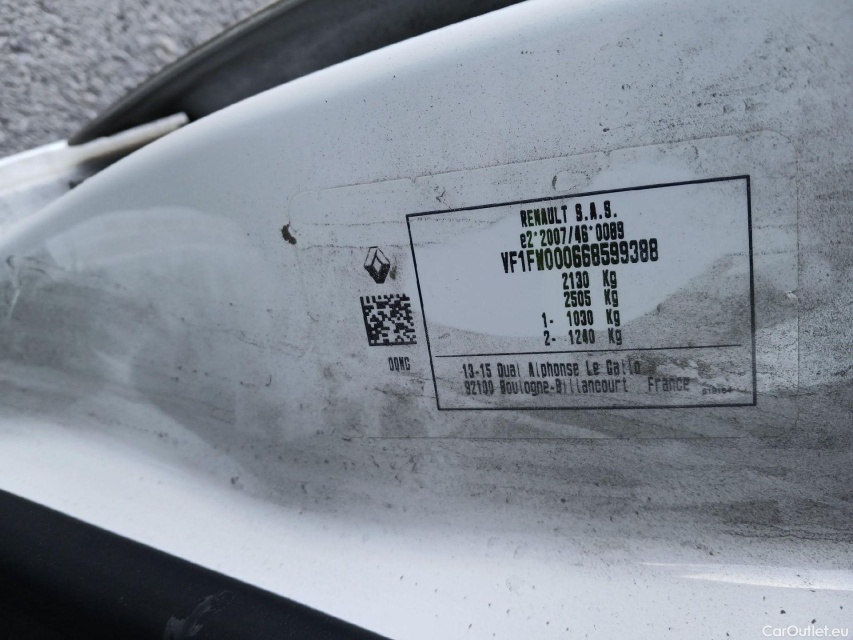 RENAULT S.A.S.
e2*2007/46*0089
VF1FW000668599388
2130 Kg
2505 Kg
1- 1030 Kg
2- 1240 Kg
13-15 Quai Alphonse Le Gallo
92100 Boulogne-Billancourt France
CarOutlet.eu